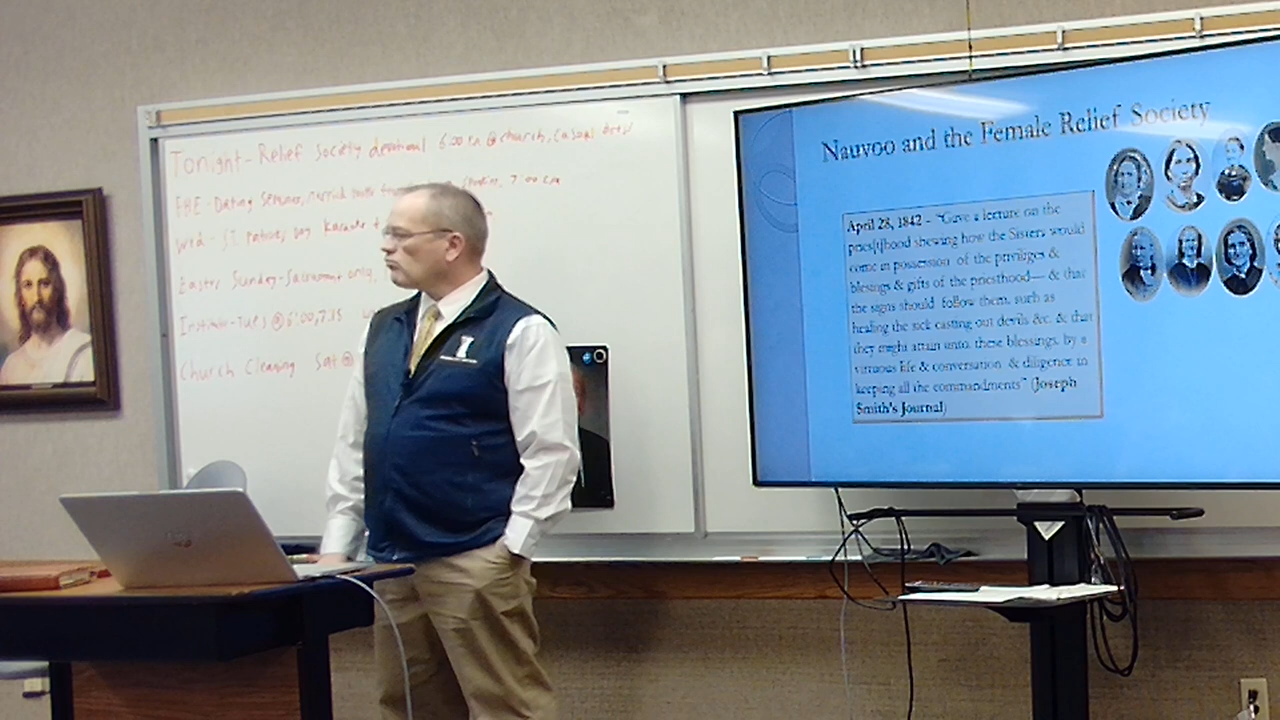 Tonight - Relief Society devotional 6:00 P.M. @ church, Casual dress
FHE - Dating Seminar, 7:00
Wed - St. Patricks Day Karaoke
Easter Sunday - Sacrament only,
Institute - Tues @ 6:00, 7:15
Church Cleaning Sat @
Nauvoo and the Female Relief Society
April 28, 1842 - "Gave a lecture on the
pries[t]hood shewing how the Sisters would
come in possession of the privileges &
blesings & gifts of the priesthood— & that
the signs should follow them, such as
healing the sick casting out devils &c. & that
they might attain unto. these blessings. by a
virtuous life & conversation & diligence in
keeping all the commandments" (Joseph
Smith's Journal)